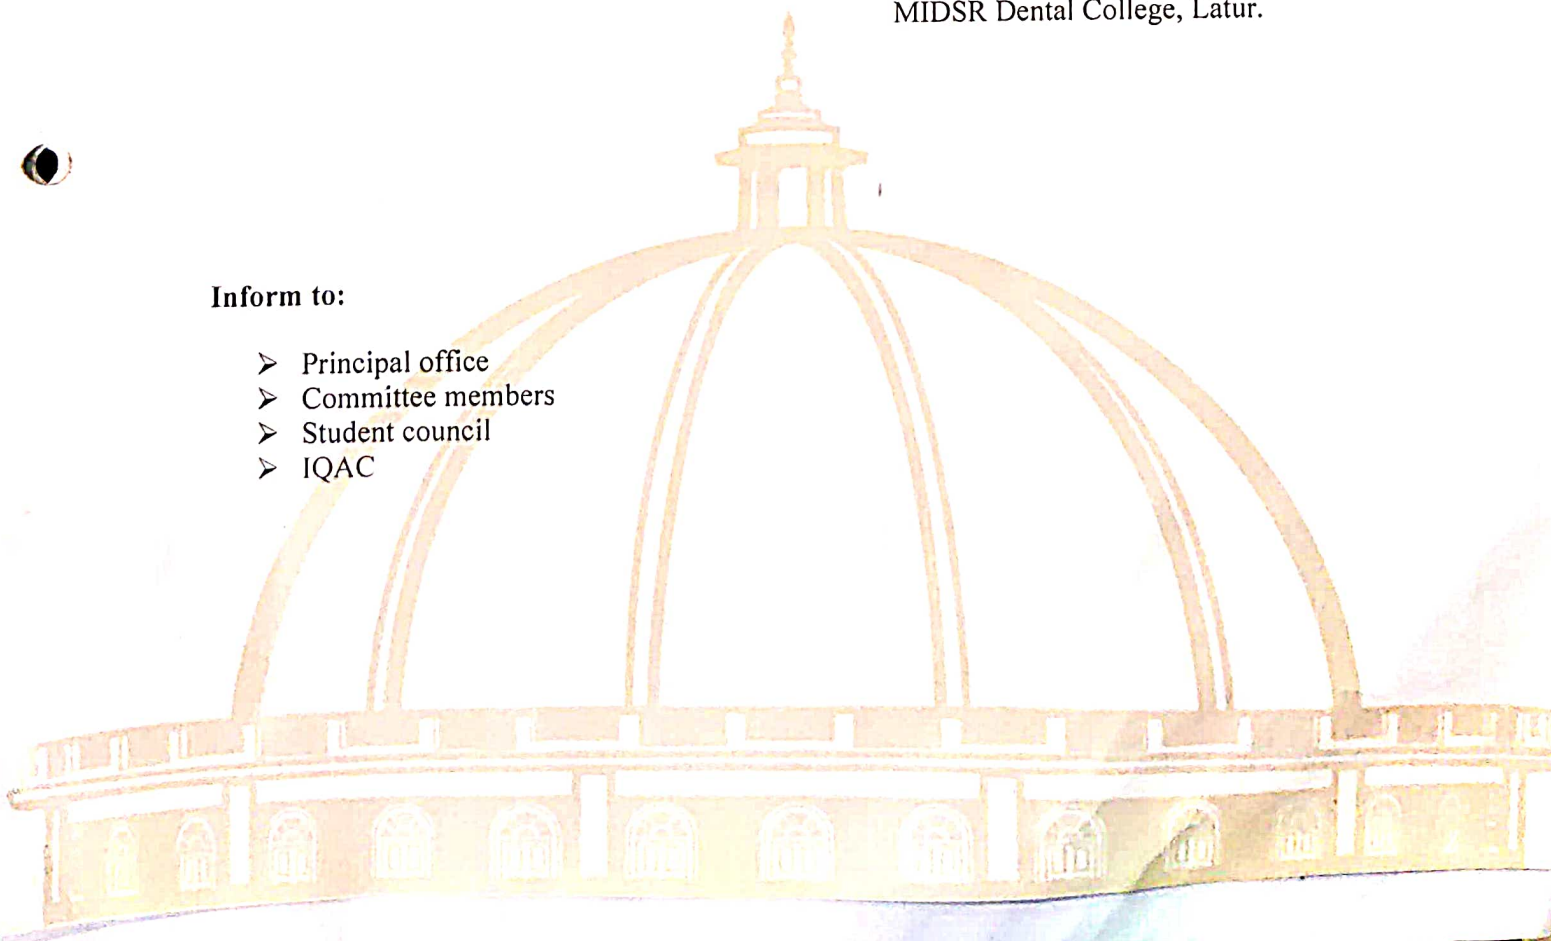 MIDSR Dental College, Latur.
Inform to:
➢ Principal office
➢ Committee members
➢ Student council
➢ IQAC